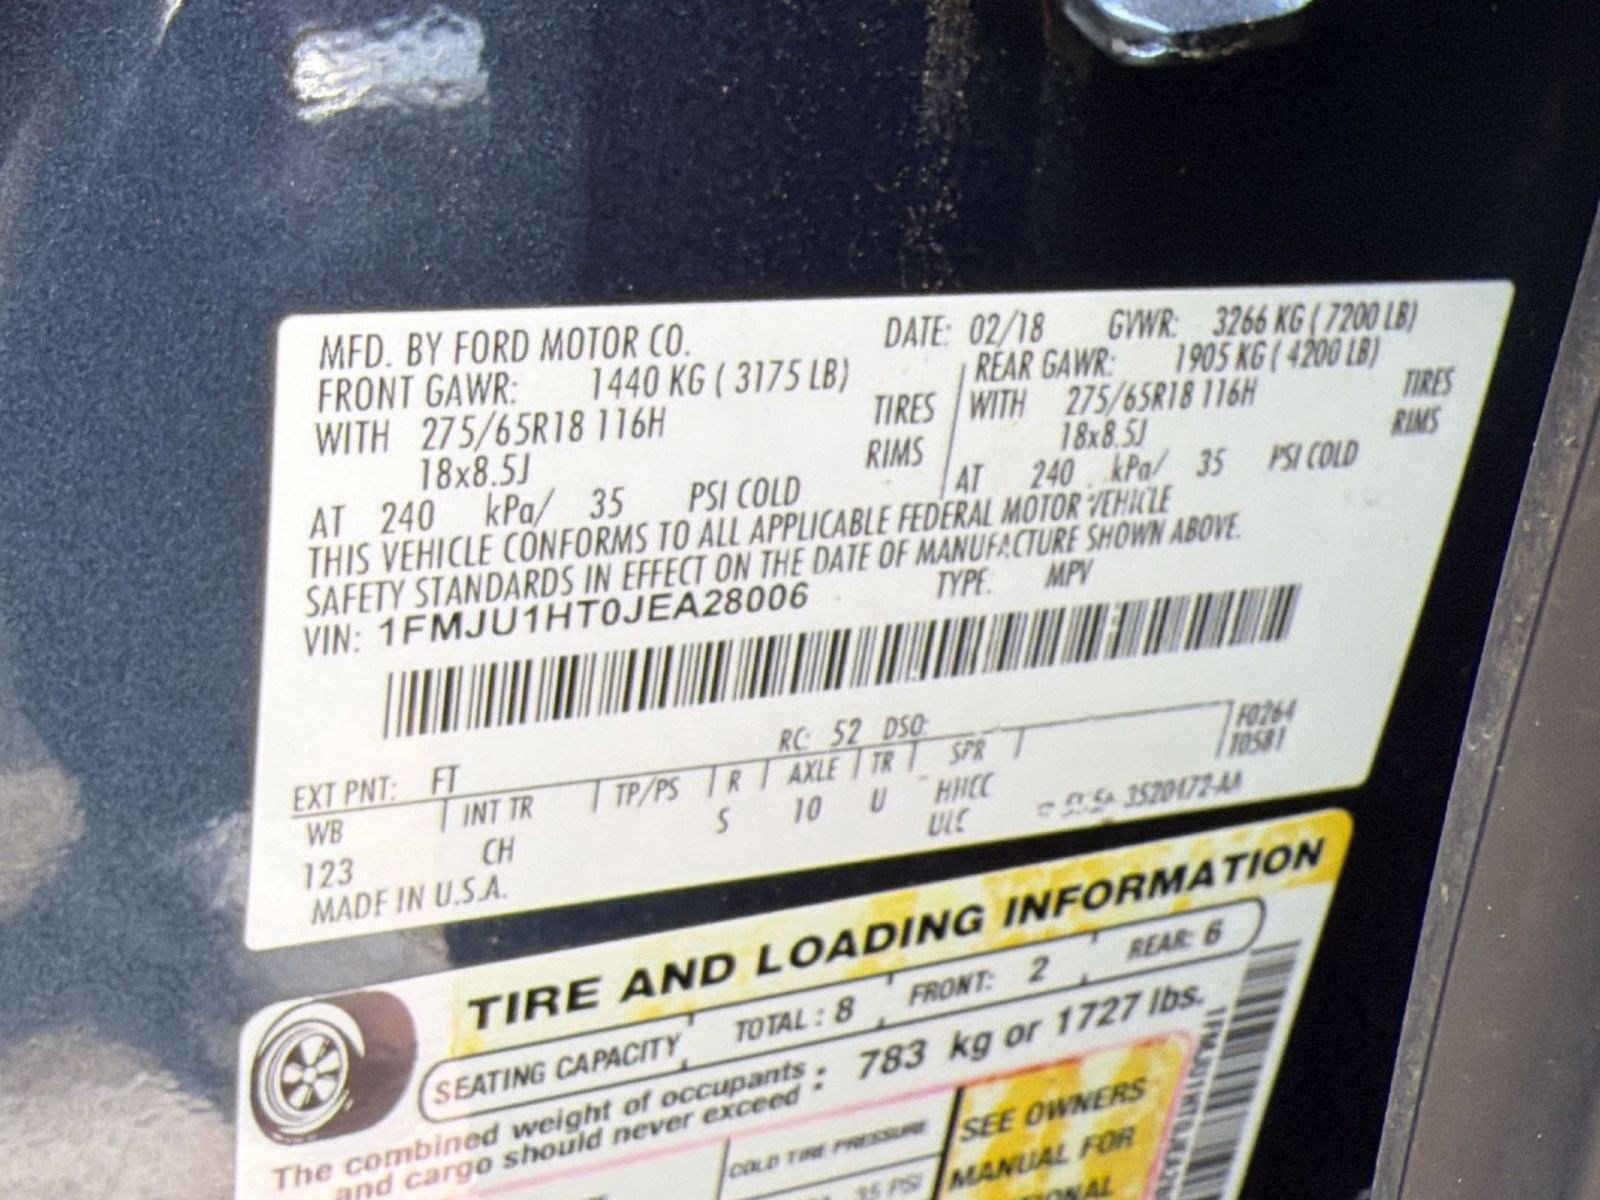 MFD. BY FORD MOTOR CO. DATE: 02/18 GVWR: 3266 KG ( 7200 LB)
FRONT GAWR: 1440 KG ( 3175 LB) REAR GAWR: 1905 KG ( 4200 LB)
WITH 275/65R18 116H TIRES WITH 275/65R18 116H TIRES
18x8.5J RIMS 18x8.5J RIMS
AT 240 kPa/ 35 PSI COLD AT 240 kPa/ 35 PSI COLD
THIS VEHICLE CONFORMS TO ALL APPLICABLE FEDERAL MOTOR VEHICLE
SAFETY STANDARDS IN EFFECT ON THE DATE OF MANUFACTURE SHOWN ABOVE.
VIN: 1FMJU1HT0JEA28006 TYPE: MPV
F0264
T0581
EXT PNT: FT RC: 52 DSO:
WB INT TR TP/PS R AXLE TR SPR
123 CH S 10 U HHCC
ULC
3520472-AA
MADE IN U.S.A.
TIRE AND LOADING INFORMATION
SEATING CAPACITY TOTAL : 8 FRONT: 2 REAR: 6
The combined weight of occupants
and cargo should never exceed : 783 kg or 1727 lbs.
COLD TIRE PRESSURE
35 PSI
SEE OWNERS
MANUAL FOR